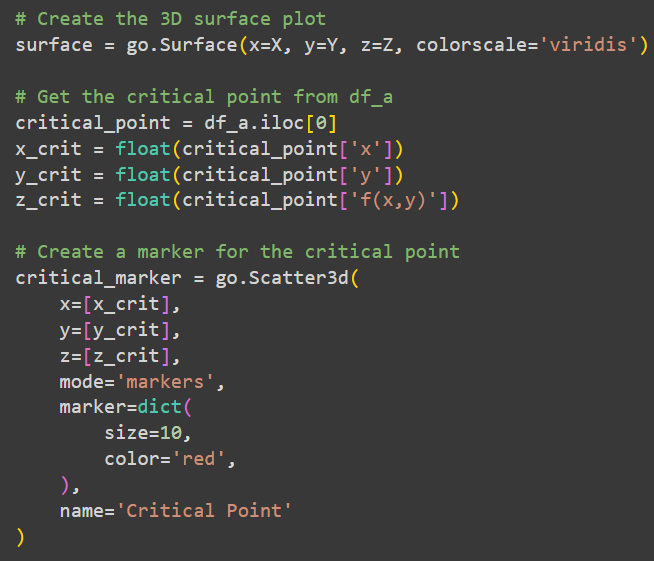 # Create the 3D surface plot
surface = go.Surface(x=X, y=Y, z=Z, colorscale='viridis')

# Get the critical point from df_a
critical_point = df_a.iloc[0]
x_crit = float(critical_point['x'])
y_crit = float(critical_point['y'])
z_crit = float(critical_point['f(x,y)'])

# Create a marker for the critical point
critical_marker = go.Scatter3d(
    x=[x_crit],
    y=[y_crit],
    z=[z_crit],
    mode='markers',
    marker=dict(
        size=10,
        color='red',
    ),
    name='Critical Point'
)